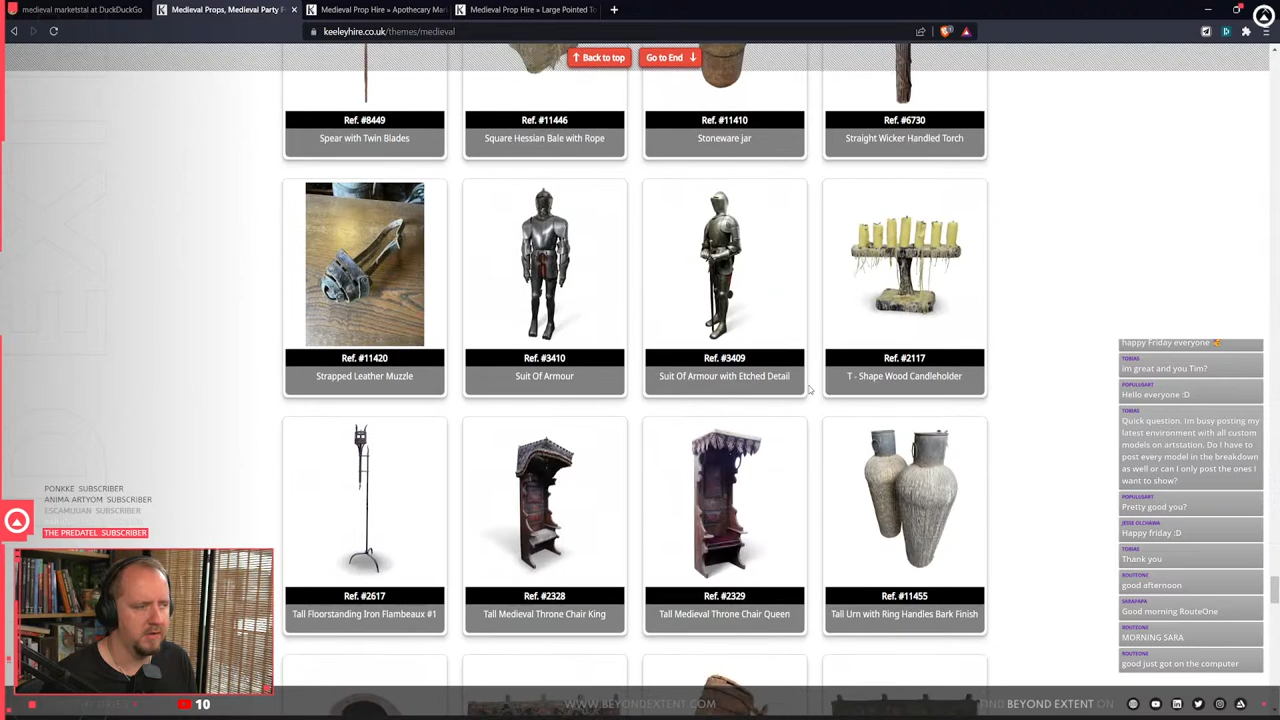 medieval marketstal at DuckDuckGo
Medieval Props, Medieval Party F
Medieval Prop Hire » Apothecary Mari
Medieval Prop Hire » Large Pointed To
keeleyhire.co.uk/themes/medieval
Back to top
Go to End
Ref. #8449
Spear with Twin Blades
Ref. #11446
Square Hessian Bale with Rope
Ref. #11410
Stoneware jar
Ref. #6730
Straight Wicker Handled Torch
Ref. #11420
Strapped Leather Muzzle
Ref. #3410
Suit Of Armour
Ref. #3409
Suit Of Armour with Etched Detail
Ref. #2117
T - Shape Wood Candleholder
Ref. #2617
Tall Floorstanding Iron Flambeaux #1
Ref. #2328
Tall Medieval Throne Chair King
Ref. #2329
Tall Medieval Throne Chair Queen
Ref. #11455
Tall Urn with Ring Handles Bark Finish
happy Friday everyone
TOBIAS
im great and you Tim?
POPULUSART
Hello everyone :D
TOBIAS
Quick question. Im busy posting my
latest environment with all custom
models on artstation. Do I have to
post every model in the breakdown
as well or can I only post the ones I
want to show?
POPULUSART
Pretty good you?
JESSE OLCHAWA
Happy friday :D
TOBIAS
Thank you
ROUTEONE
good afternoon
SARAPAPA
Good morning RouteOne
ROUTEONE
MORNING SARA
ROUTEONE
good just got on the computer
PONKKE SUBSCRIBER
ANIMA ARTYOM SUBSCRIBER
ESCAMIJUAN SUBSCRIBER
THE PREDATEL SUBSCRIBER
10
WWW.BEYONDEXTENT.COM
FIND BEYOND EXTENT ON